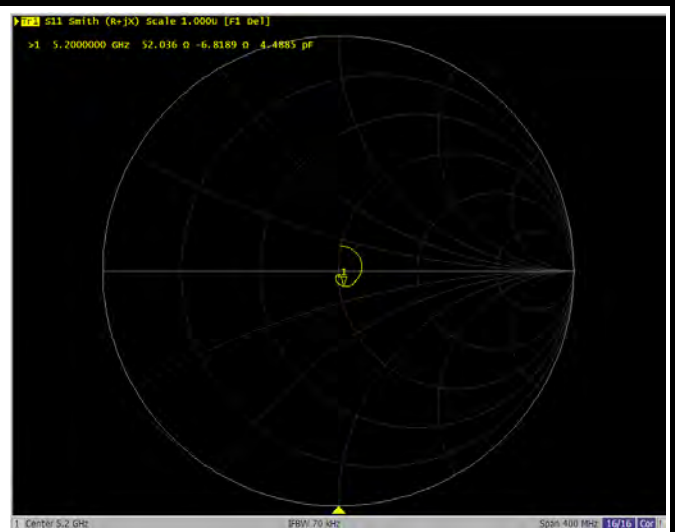 Tr1 S11 Smith (R+jX) Scale 1.000U [F1 Del]
>1 5.2000000 GHz 52.036 Ω -6.8189 Ω 4.4885 pF
1
1 Center 5.2 GHz IFBW 70 kHz Span 400 MHz 16/16 Cor !